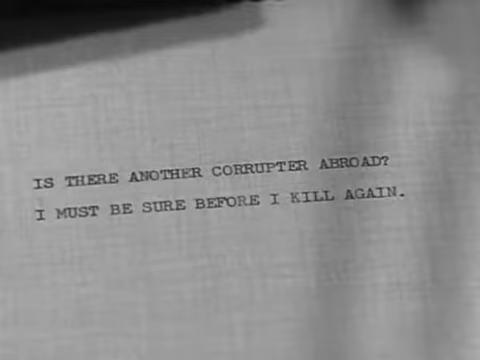 IS THERE ANOTHER CORRUPTER ABROAD?
I MUST BE SURE BEFORE I KILL AGAIN.